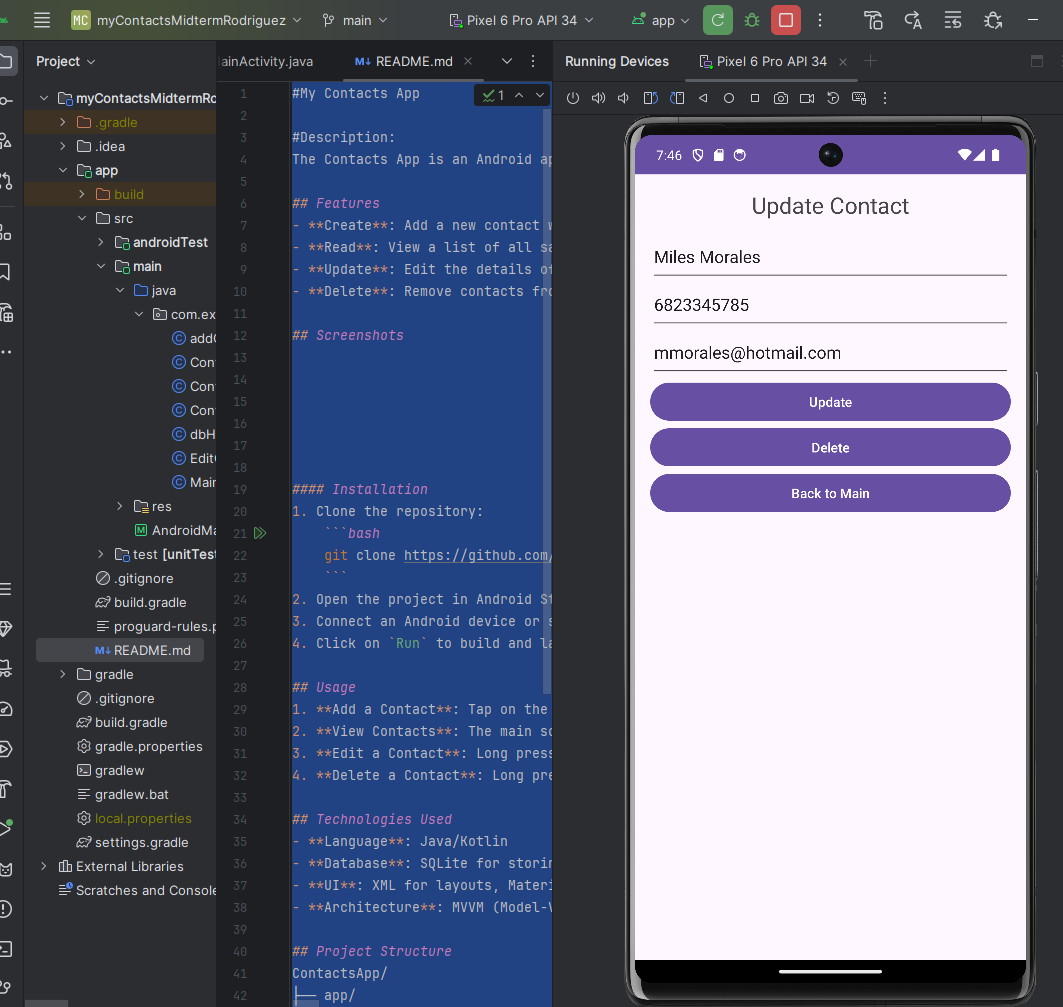 MC myContactsMidtermRodriguez main Pixel 6 Pro API 34 app
Project
ainActivity.java README.md
Running Devices Pixel 6 Pro API 34
myContactsMidtermRo
.gradle
.idea
app
build
src
androidTest
main
java
com.ex
addC
Con
Con
Con
dbH
Edit
Main
res
AndroidMa
test [unitTest
.gitignore
build.gradle
proguard-rules.p
README.md
gradle
.gitignore
build.gradle
gradle.properties
gradlew
gradlew.bat
local.properties
settings.gradle
External Libraries
Scratches and Console
1 #My Contacts App 1
2
3 #Description:
4 The Contacts App is an Android ap
5
6 ## Features
7 - **Create**: Add a new contact w
8 - **Read**: View a list of all sa
9 - **Update**: Edit the details of
10 - **Delete**: Remove contacts fro
11
12 ## Screenshots
13
14
15
16
17
18
19 #### Installation
20 1. Clone the repository:
21 ```bash
22 git clone https://github.com/
23 ```
24 2. Open the project in Android St
25 3. Connect an Android device or s
26 4. Click on `Run` to build and la
27
28 ## Usage
29 1. **Add a Contact**: Tap on the
30 2. **View Contacts**: The main sc
31 3. **Edit a Contact**: Long press
32 4. **Delete a Contact**: Long pre
33
34 ## Technologies Used
35 - **Language**: Java/Kotlin
36 - **Database**: SQLite for storin
37 - **UI**: XML for layouts, Materi
38 - **Architecture**: MVVM (Model-V
39
40 ## Project Structure
41 ContactsApp/
42 ├── app/
7:46
Update Contact
Miles Morales
6823345785
mmorales@hotmail.com
Update
Delete
Back to Main